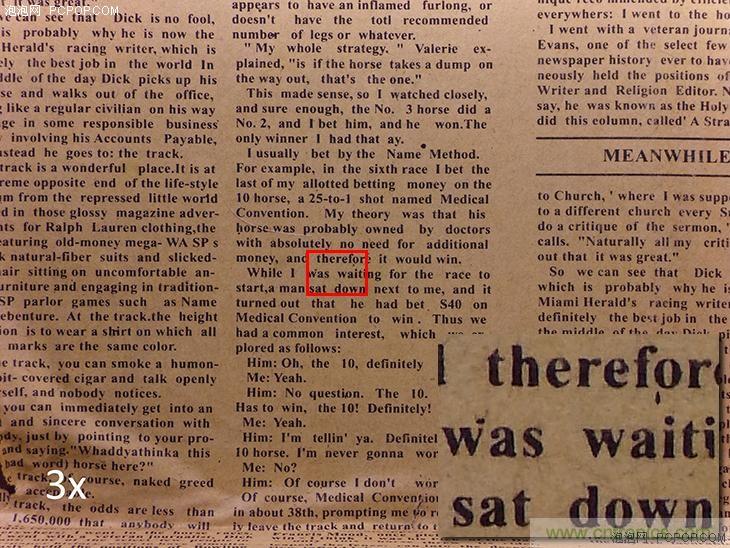 泡泡网 PCPOP.COM
was great.
can see that Dick is no fool,
is probably why he is now the
Herald's racing writer, which is
ly the best job in the world In
ddle of the day Dick picks up his
se and walks out of the office,
g like a regular civilian on his way
ge in some responsible business
involving his Accounts Payable,
nstead he goes to: the track.
track is a wonderful place.It is at
reme opposite end of the life-style
um from the repressed little world
ed in those glossy magazine adver-
nts for Ralph Lauren clothing,the
eaturing old-money mega- WA SP s
k natural-fiber suits and slicked-
air sitting on uncomfortable an-
urniture and engaging in tradition-
SP parlor games such as Name
ebenture. At the track.the height
ion is to wear a shirt on which all
marks are the same color.
he track, you can smoke a humon-
bit- covered cigar and talk openly
rself, and nobody notices.
you can immediately get into an
and sincere conversation with
ody, just by pointing to your pro-
and saying."Whaddyathinka this
bad word) horse here?"
track, of course, naked greed
track, the odds are less than
1,650,000 that anybody will
appears to have an inflamed furlong, or
doesn't have the totl recommended
number of legs or whatever.
" My whole strategy. " Valerie ex-
plained, "is if the horse takes a dump on
the way out, that's the one."
This made sense, so I watched closely,
and sure enough, the No. 3 horse did a
No. 2, and I bet him, and he won.The
only winner I had that ay.
I usually bet by the Name Method.
For example, in the sixth race I bet the
last of my allotted betting money on the
10 horse, a 25-to-1 shot named Medical
Convention. My theory was that his
horse was probably owned by doctors
with absolutely no need for additional
money, and therefore it would win.
While I was waiting for the race to
start,a man sat down next to me, and it
turned out that he had bet S40 on
Medical Convention to win . Thus we
had a common interest, which
plored as follows:
Him: Oh, the 10, definitely
Me: Yeah.
Him: No question. The 10.
Has to win, the 10! Definitely!
Me: Yeah.
Him: I'm tellin' ya. Definitel
10 horse. I'm never gonna wor
Me: No?
Him: Of course I don't wor
Of course, Medical Convention
in about 38th, prompting me to r
ly leave the track and return to t
everywhere: I went to the ho
I went with a veteran journ
Evans, one of the select few
newspaper history ever to hav
neously held the positions of
Writer and Religion Editor. N
say, he was known as the Holy
did this column, called' A Stra
MEANWHILE
to Church, ' where I was supp
to a different church every Su
do a critique of the sermon, '
calls. "Naturally all my criti
out that it was great."
So we can see that Dick
which is probably why he is
Miami Herald's racing writer
definitely the best job in the
the middle of the day Dick pi
therefor
was waiti
sat down
3x
泡泡网 PCPOP.COM